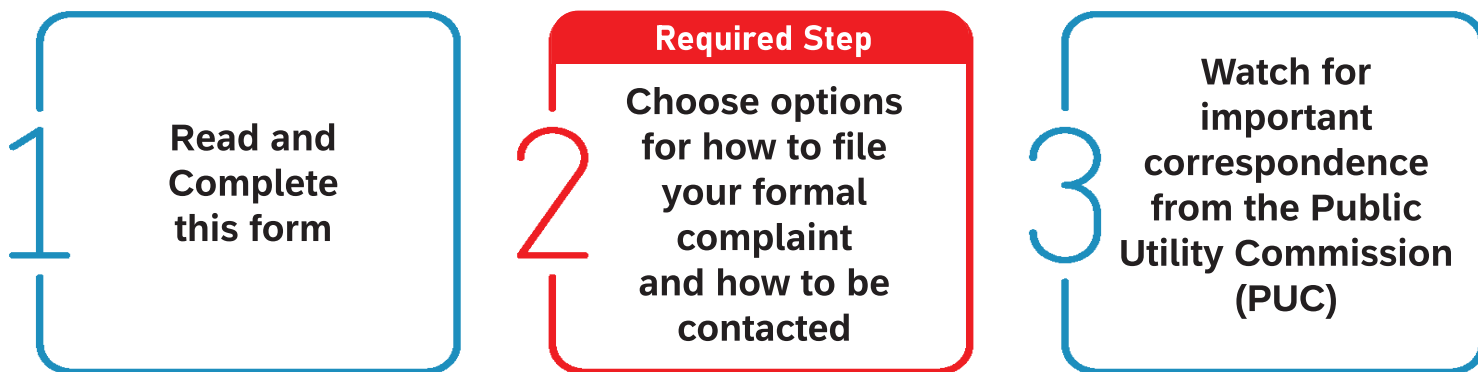 1
Read and
Complete
this form
Required Step
2
Choose options
for how to file
your formal
complaint
and how to be
contacted
3
Watch for
important
correspondence
from the Public
Utility Commission
(PUC)